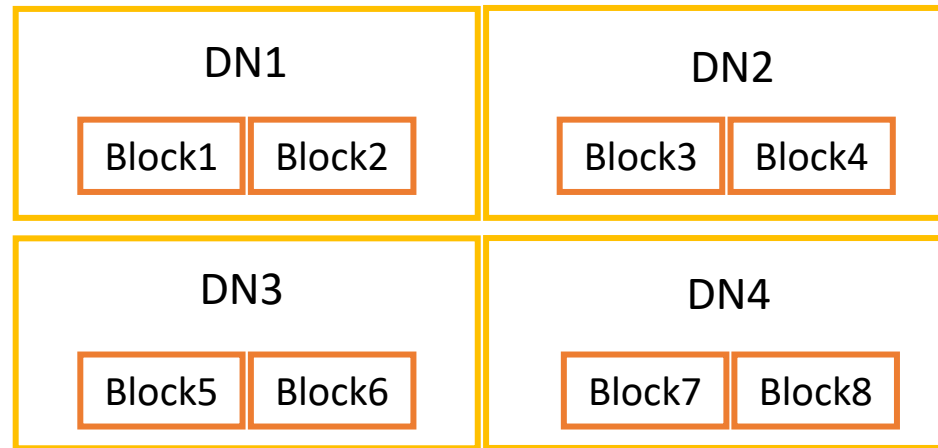 DN1
Block1 Block2
DN2
Block3 Block4
DN3
Block5 Block6
DN4
Block7 Block8